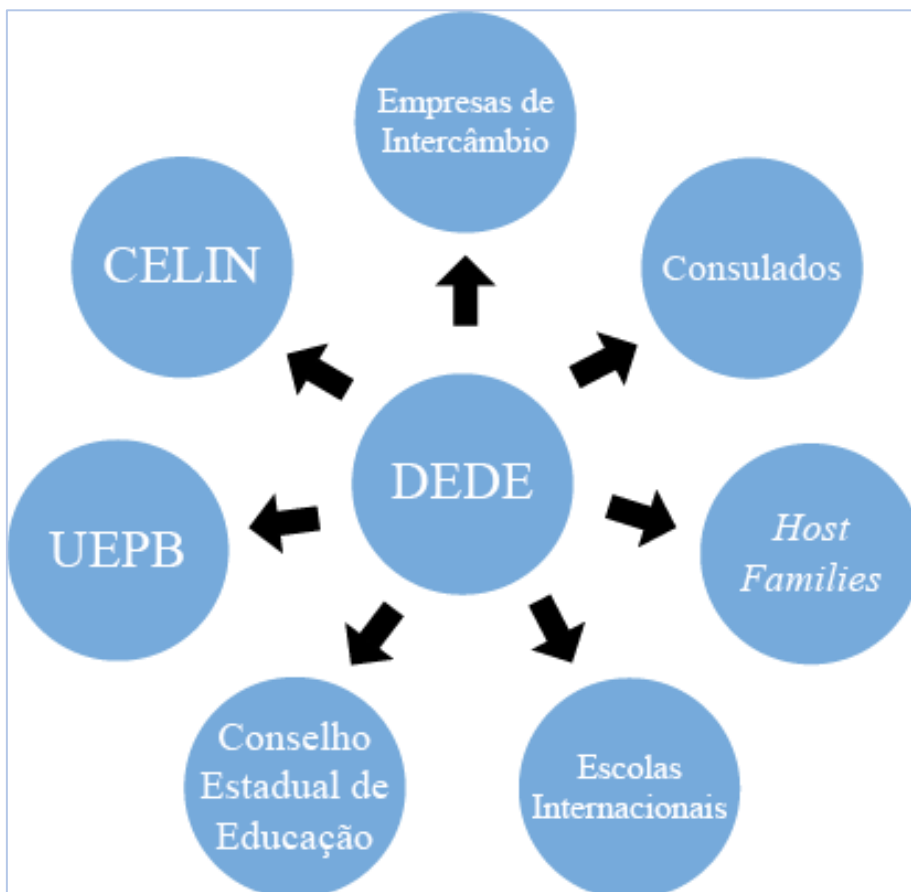 Empresas de
Intercâmbio
CELIN
Consulados
DEDE
UEPB
Host
Families
Conselho
Estadual de
Educação
Escolas
Internacionais